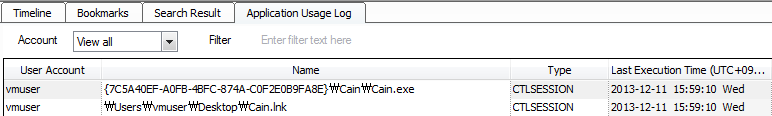 Timeline Bookmarks Search Result Application Usage Log
Account View all Filter Enter filter text here
User Account Name Type Last Execution Time (UTC+09...
vmuser {7C5A40EF-A0FB-4BFC-874A-C0F2E0B9FA8E}₩Cain₩Cain.exe CTLSESSION 2013-12-11 15:59:10 Wed
vmuser ₩Users₩vmuser₩Desktop₩Cain.lnk CTLSESSION 2013-12-11 15:59:10 Wed